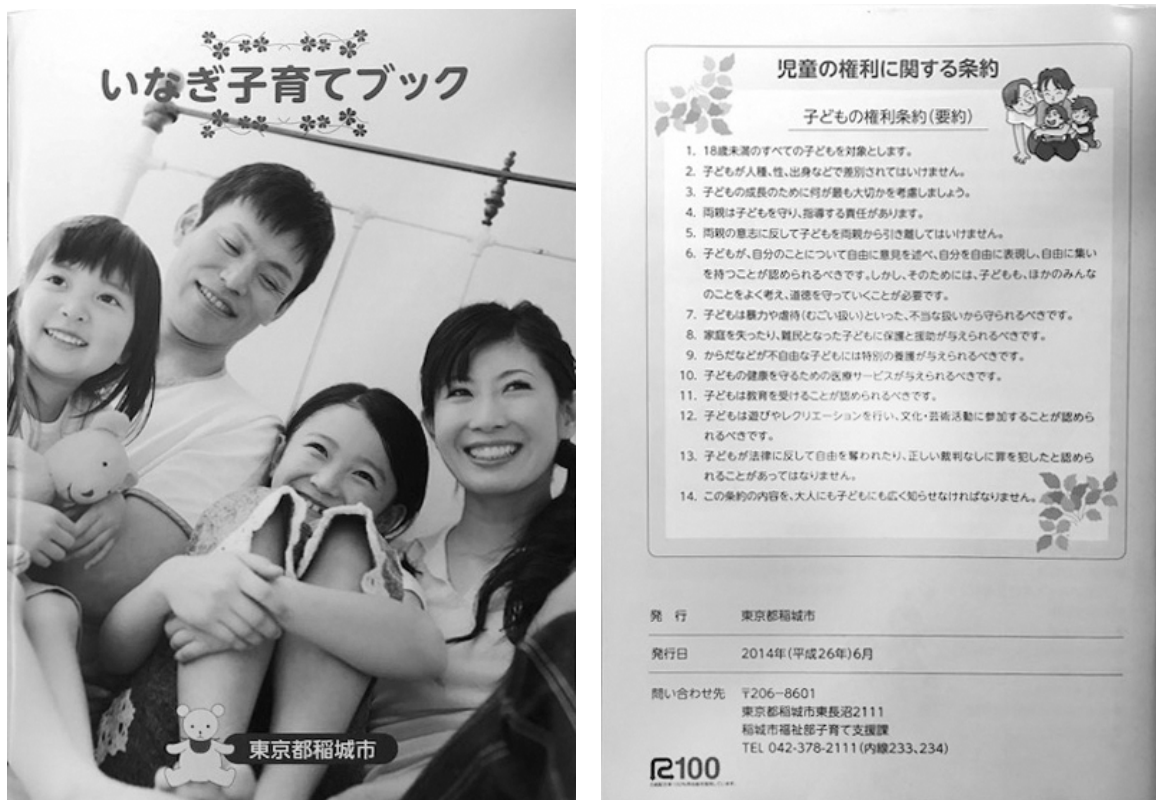 いなぎ子育てブック
東京都稲城市
児童の権利に関する条約
子どもの権利条約(要約)
1. 18歳未満のすべての子どもを対象とします。
2. 子どもが人種、性、出身などで差別されてはいけません。
3. 子どもの成長のために何が最も大切かを考慮しましょう。
4. 両親は子どもを守り、指導する責任があります。
5. 両親の意志に反して子どもを両親から引き離してはいけません。
6. 子どもが、自分のことについて自由に意見を述べ、自分を自由に表現し、自由に集い
を持つことが認められるべきです。しかし、そのためには、子どもも、ほかのみんな
のことをよく考え、道徳を守っていくことが必要です。
7. 子どもは暴力や虐待(むごい扱い)といった、不当な扱いから守られるべきです。
8. 家庭を失ったり、難民となった子どもに保護と援助が与えられるべきです。
9. からだなどが不自由な子どもには特別の養護が与えられるべきです。
10. 子どもの健康を守るための医療サービスが与えられるべきです。
11. 子どもは教育を受けることが認められるべきです。
12. 子どもは遊びやレクリエーションを行い、文化・芸術活動に参加することが認めら
れるべきです。
13. 子どもが法律に反して自由を奪われたり、正しい裁判なしに罪を犯したと認めら
れることがあってはなりません。
14. この条約の内容を、大人にも子どもにも広く知らせなければなりません。
発 行 東京都稲城市
発行日 2014年(平成26年)6月
問い合わせ先 〒206-8601
東京都稲城市東長沼2111
稲城市福祉部子育て支援課
TEL 042-378-2111(内線233、234)
R100